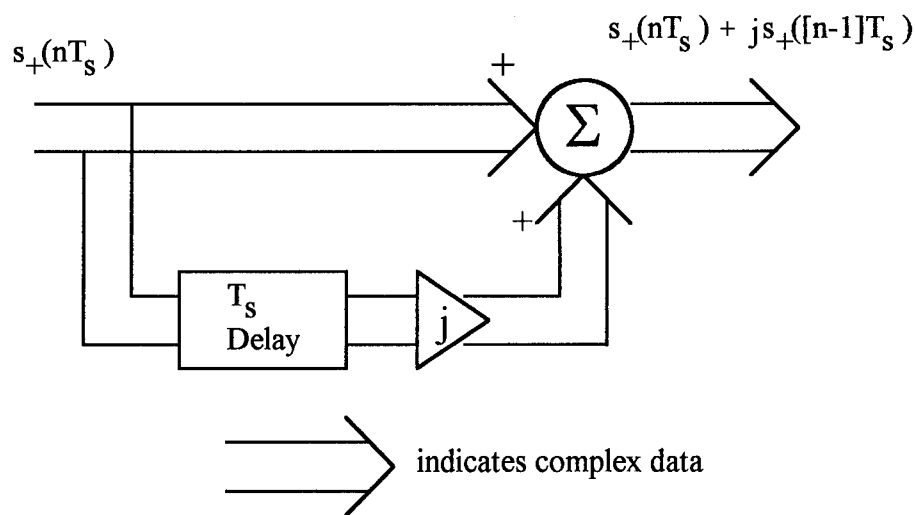 s₊(nTₛ) + js₊([n-1]Tₛ)
s₊(nTₛ)
+
Σ
+
Tₛ
Delay
j
indicates complex data